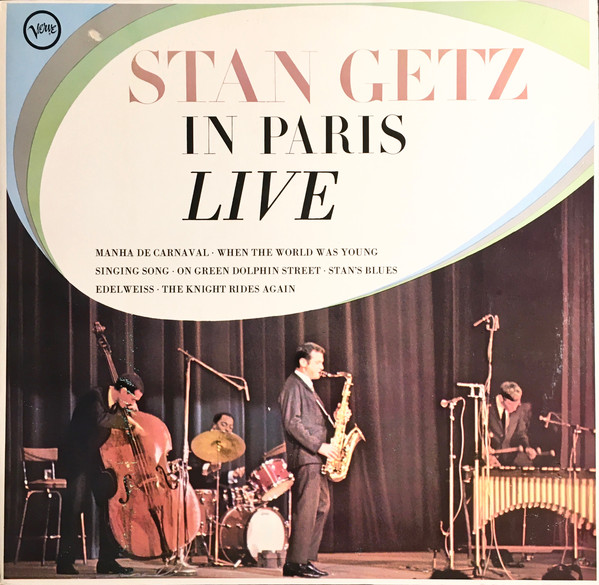 Verve
STAN GETZ
IN PARIS
LIVE
MANHA DE CARNAVAL · WHEN THE WORLD WAS YOUNG
SINGING SONG · ON GREEN DOLPHIN STREET · STAN'S BLUES
EDELWEISS · THE KNIGHT RIDES AGAIN